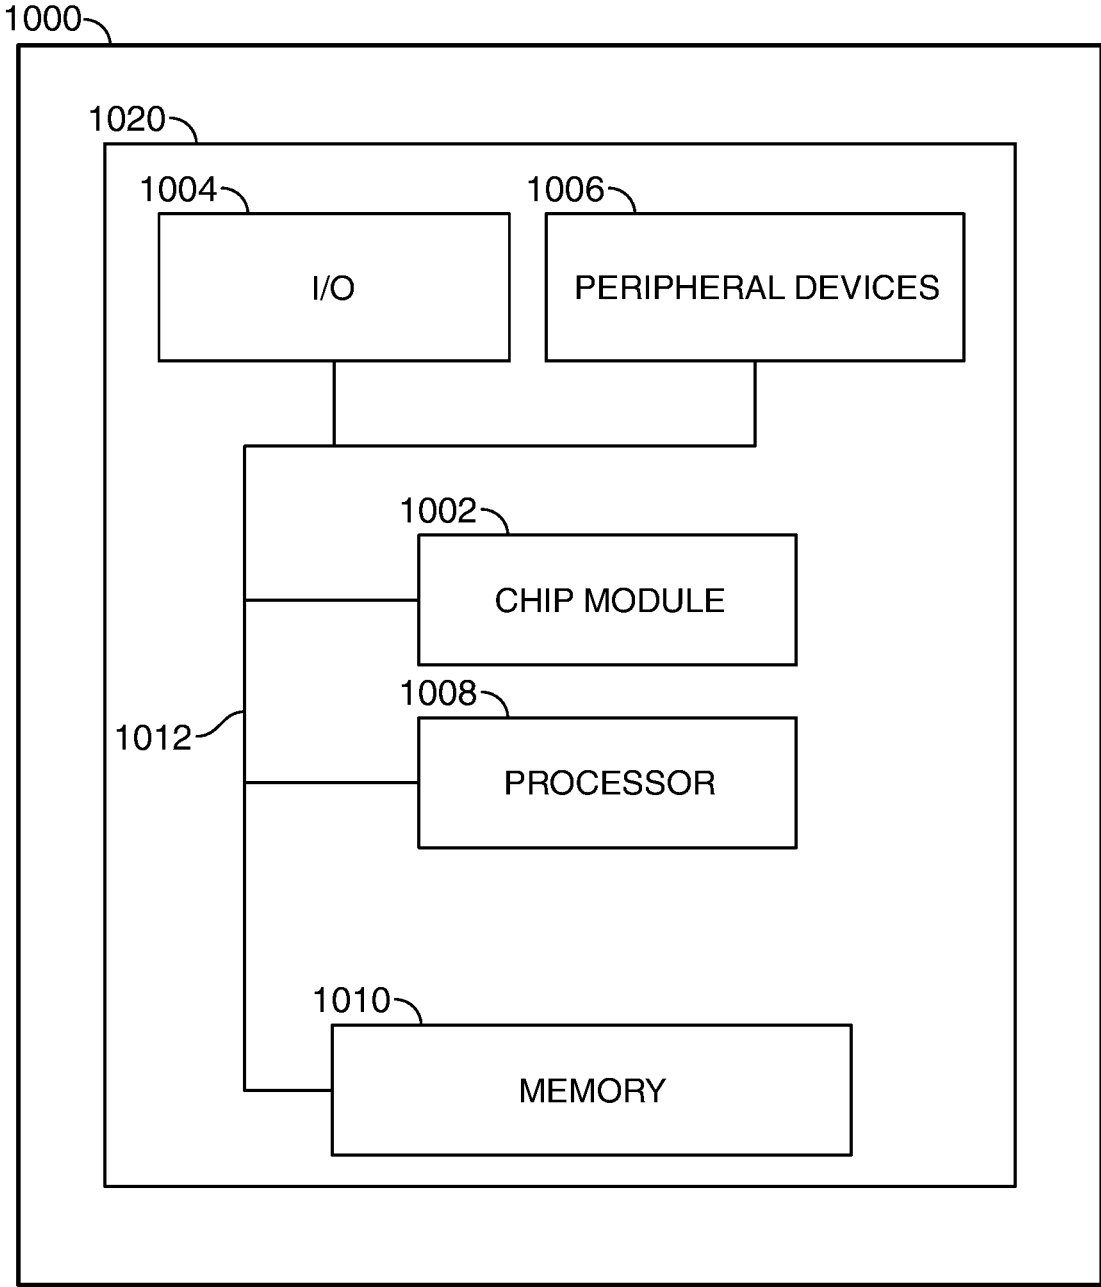 1000
1020
1004
1006
I/O
PERIPHERAL DEVICES
1002
CHIP MODULE
1008
1012
PROCESSOR
1010
MEMORY